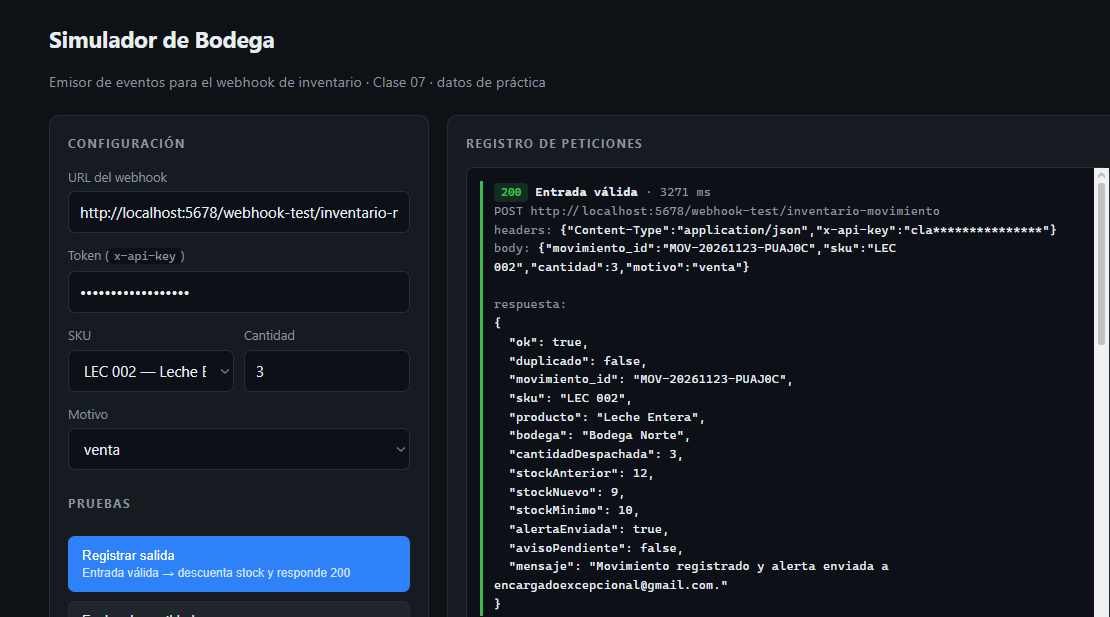 Simulador de Bodega
Emisor de eventos para el webhook de inventario · Clase 07 · datos de práctica
CONFIGURACIÓN
URL del webhook
http://localhost:5678/webhook-test/inventario-r
Token ( x-api-key )
••••••••••••••••••
SKU
Cantidad
LEC 002 — Leche E
3
Motivo
venta
PRUEBAS
Registrar salida
Entrada válida → descuenta stock y responde 200
REGISTRO DE PETICIONES
200 Entrada válida · 3271 ms
POST http://localhost:5678/webhook-test/inventario-movimiento
headers: {"Content-Type":"application/json","x-api-key":"cla***************"}
body: {"movimiento_id":"MOV-20261123-PUAJ0C","sku":"LEC
002","cantidad":3,"motivo":"venta"}
respuesta:
{
"ok": true,
"duplicado": false,
"movimiento_id": "MOV-20261123-PUAJ0C",
"sku": "LEC 002",
"producto": "Leche Entera",
"bodega": "Bodega Norte",
"cantidadDespachada": 3,
"stockAnterior": 12,
"stockNuevo": 9,
"stockMinimo": 10,
"alertaEnviada": true,
"avisoPendiente": false,
"mensaje": "Movimiento registrado y alerta enviada a
encargadoexcepcional@gmail.com."
}